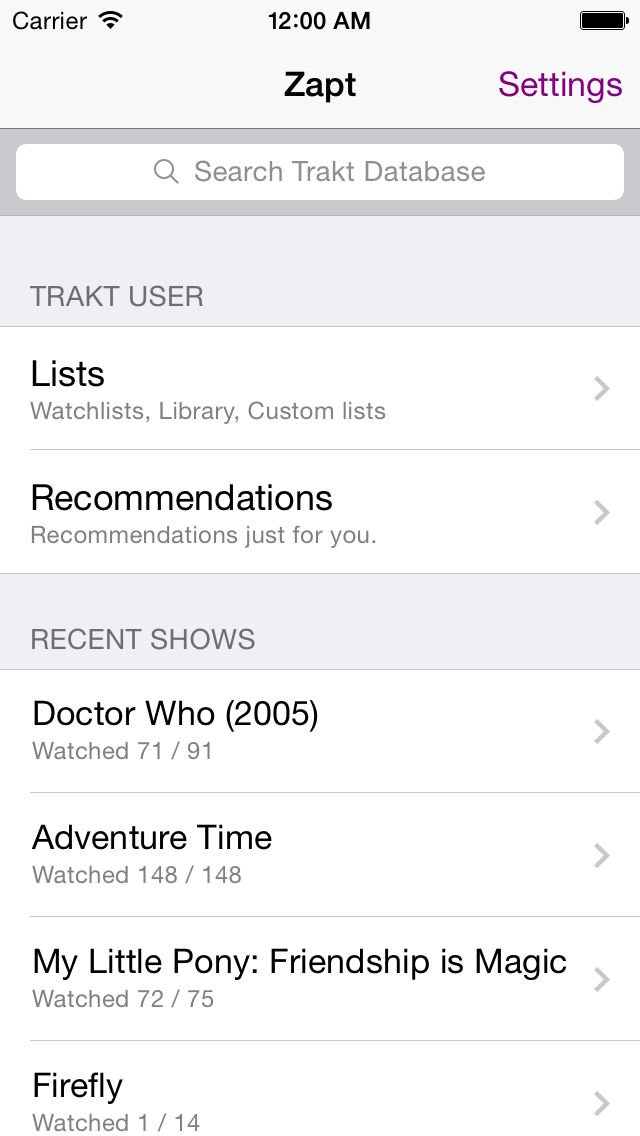 Carrier 12:00 AM
Zapt Settings
Search Trakt Database
TRAKT USER
Lists
Watchlists, Library, Custom lists
Recommendations
Recommendations just for you.
RECENT SHOWS
Doctor Who (2005)
Watched 71 / 91
Adventure Time
Watched 148 / 148
My Little Pony: Friendship is Magic
Watched 72 / 75
Firefly
Watched 1 / 14